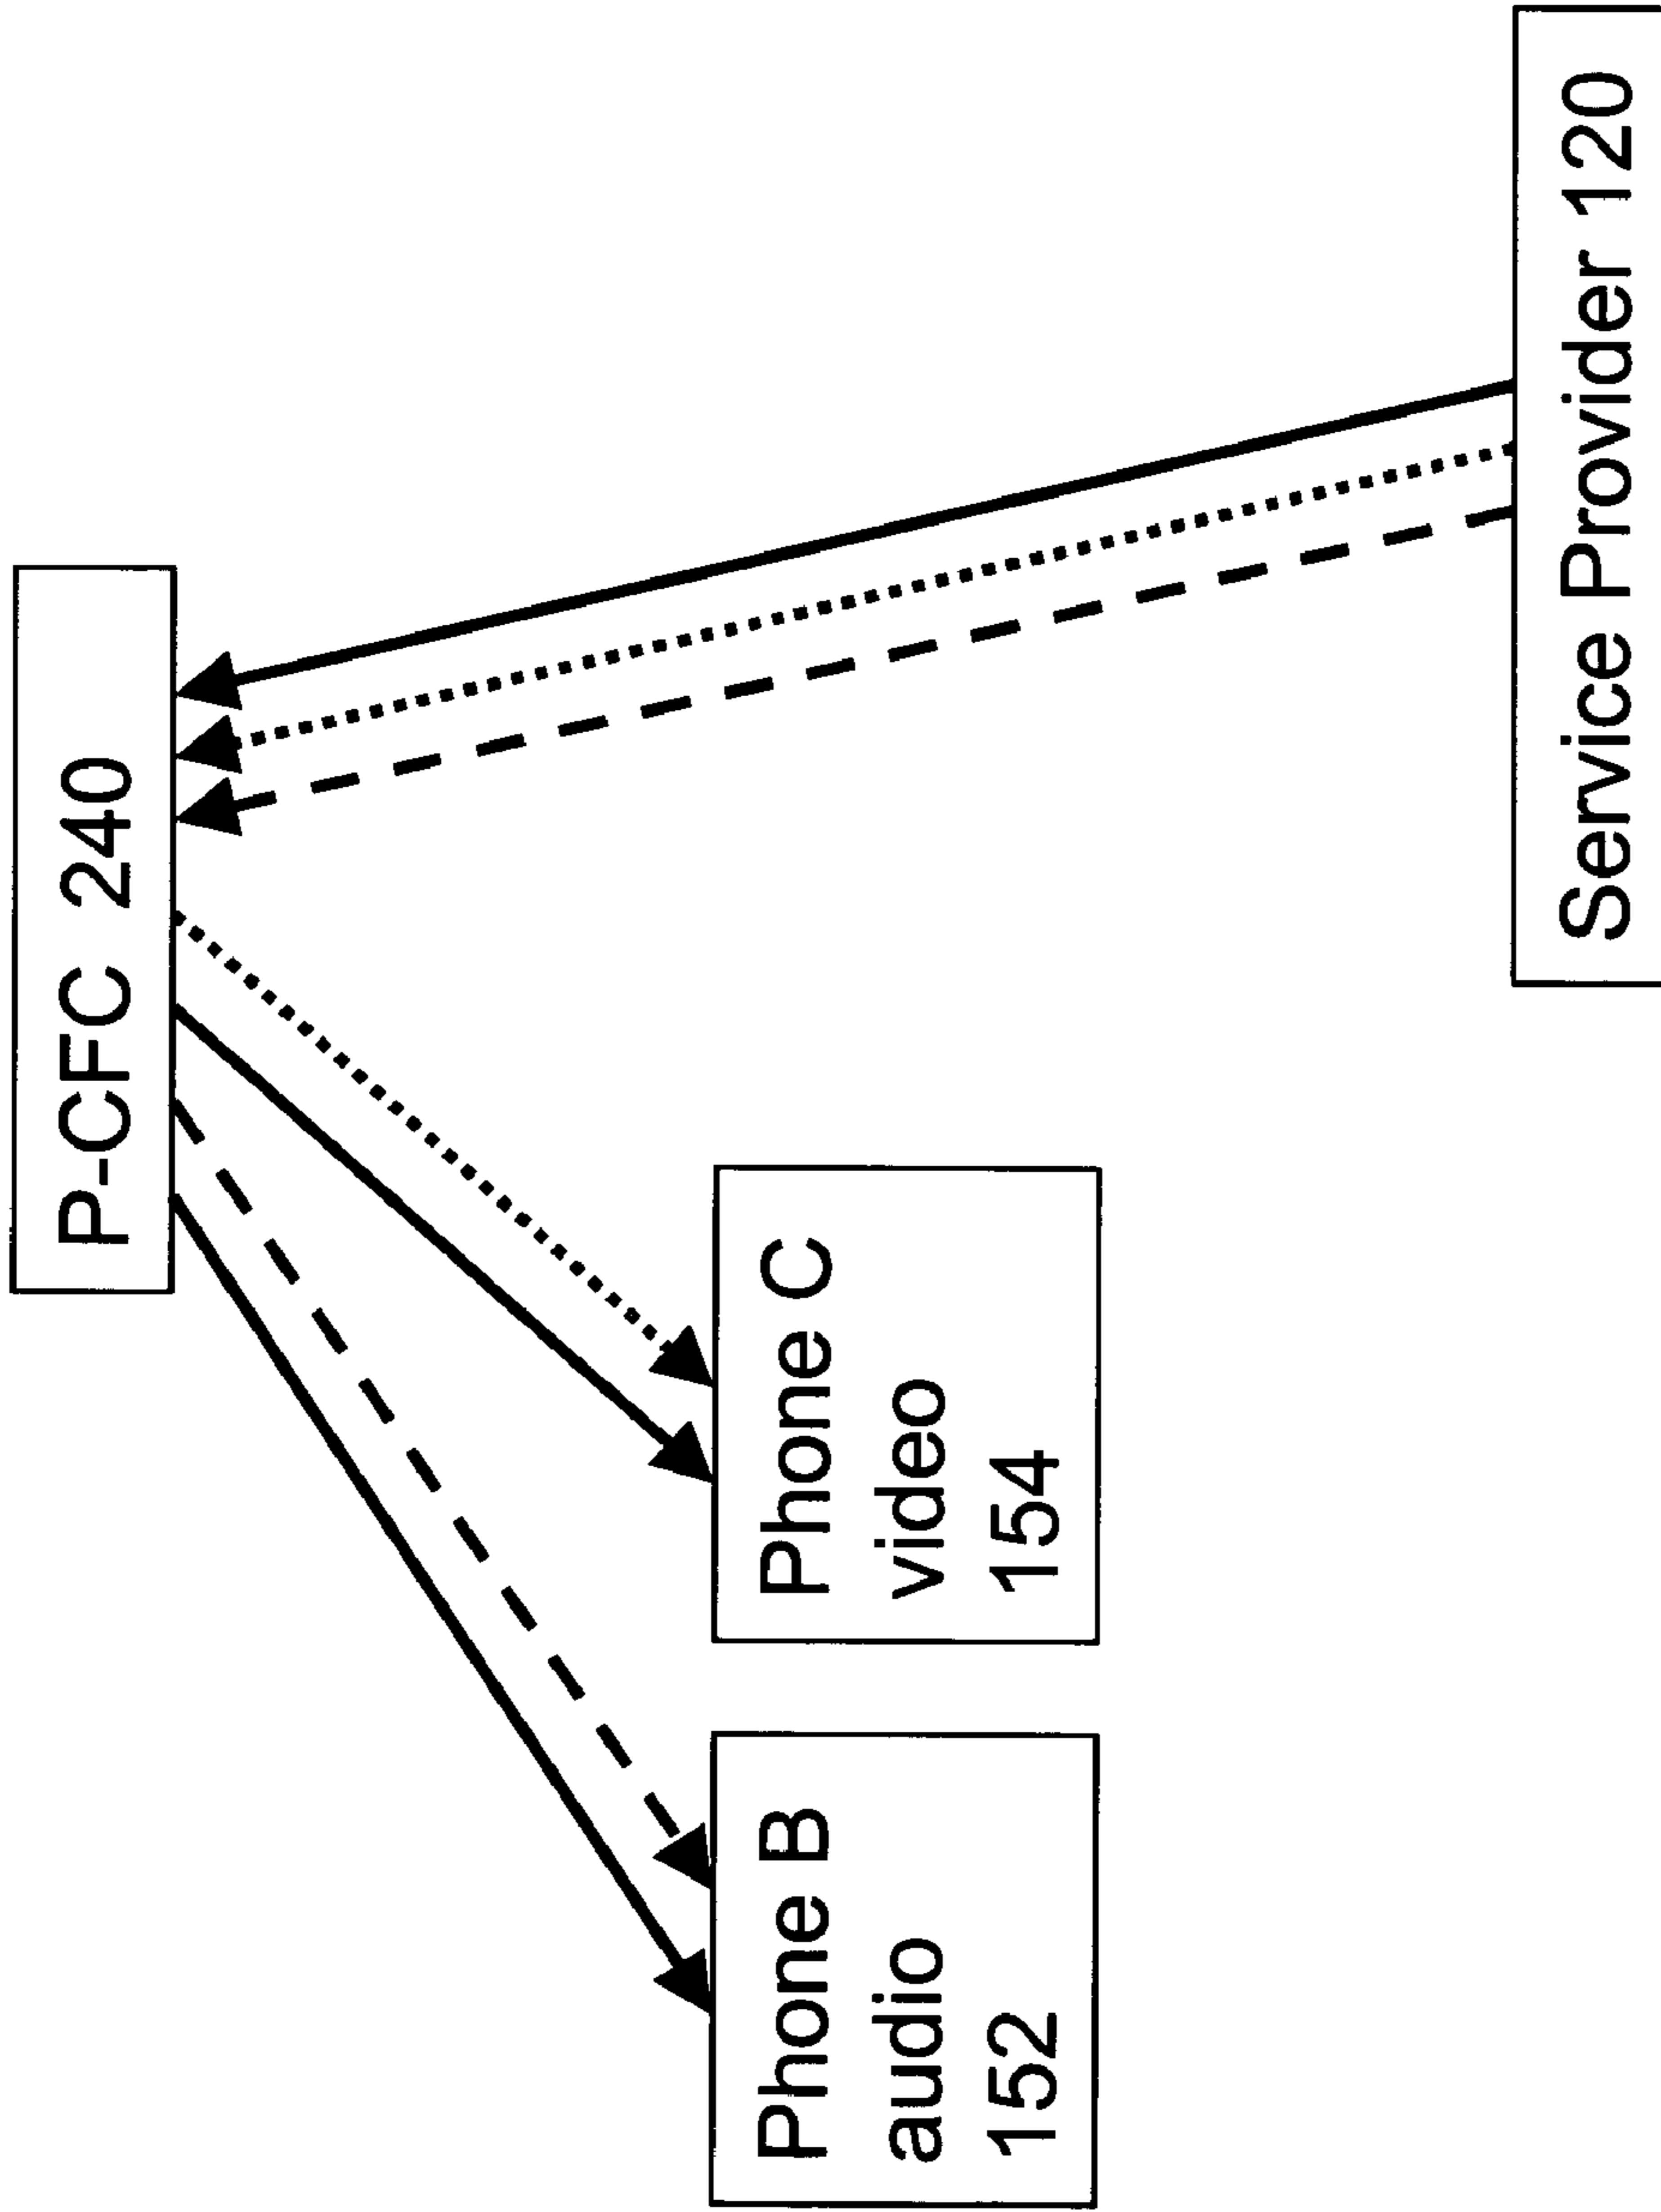 P-CFC 240
Phone B
audio
152
Phone C
video
154
Service Provider 120